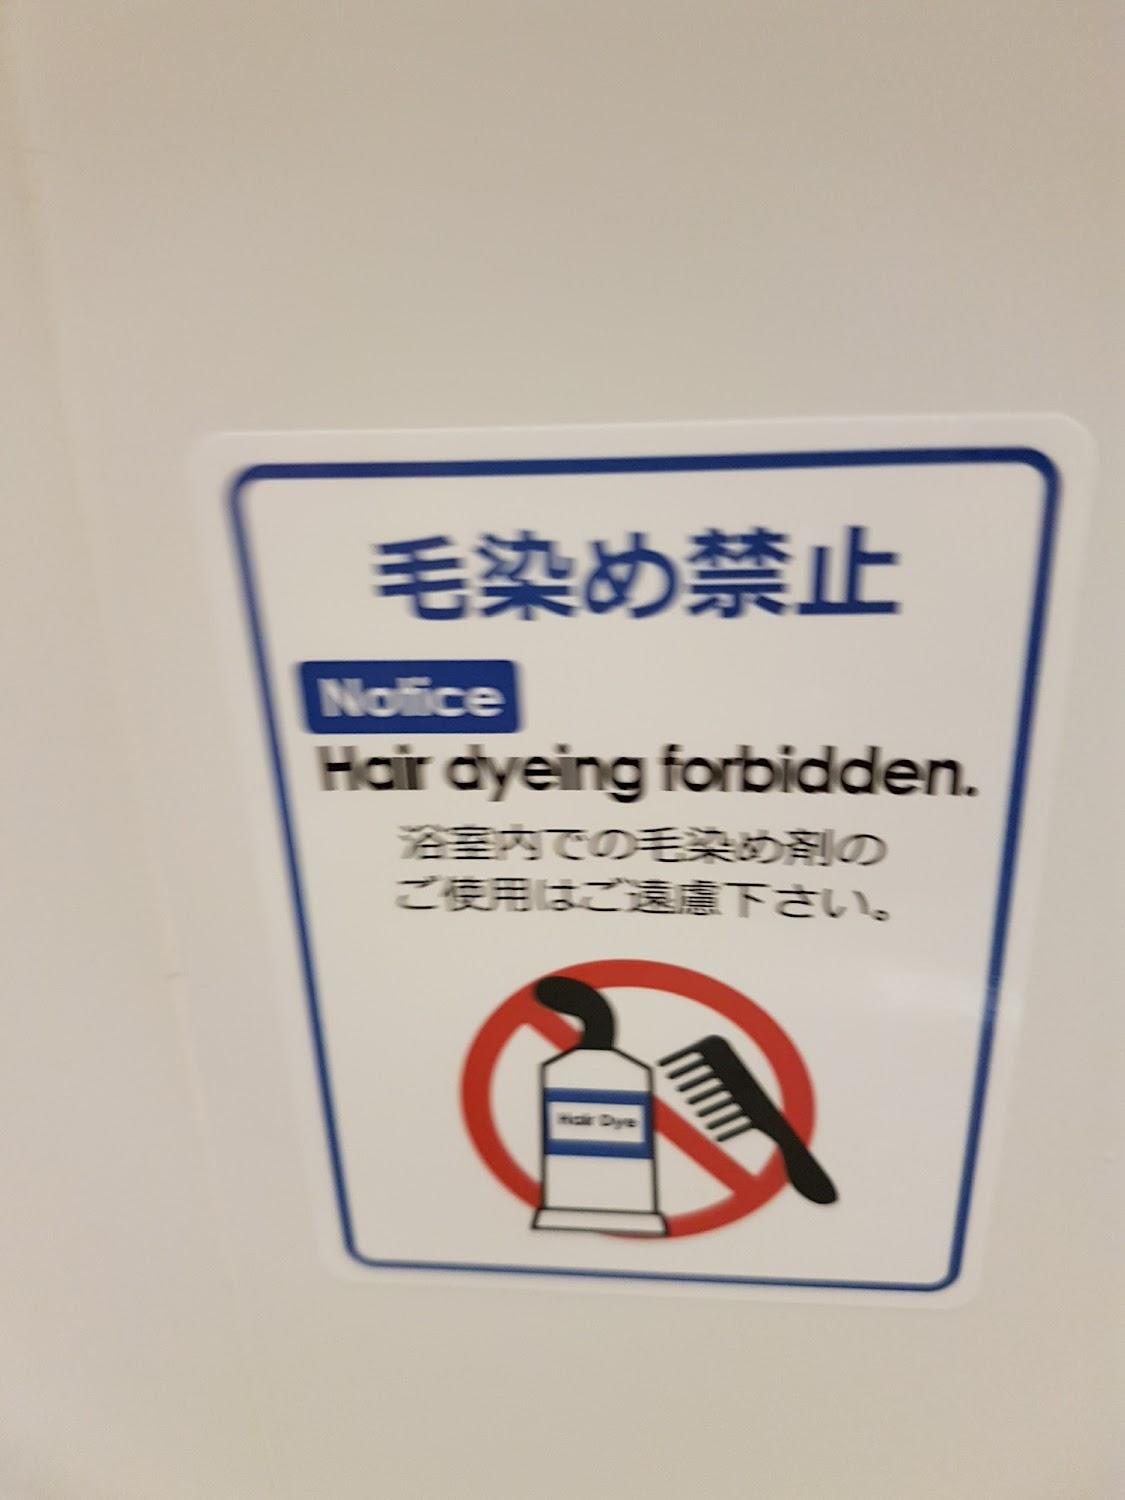 毛染め禁止
Notice
Hair dyeing forbidden.
浴室内での毛染め剤の
ご使用はご遠慮下さい。
Hair Dye